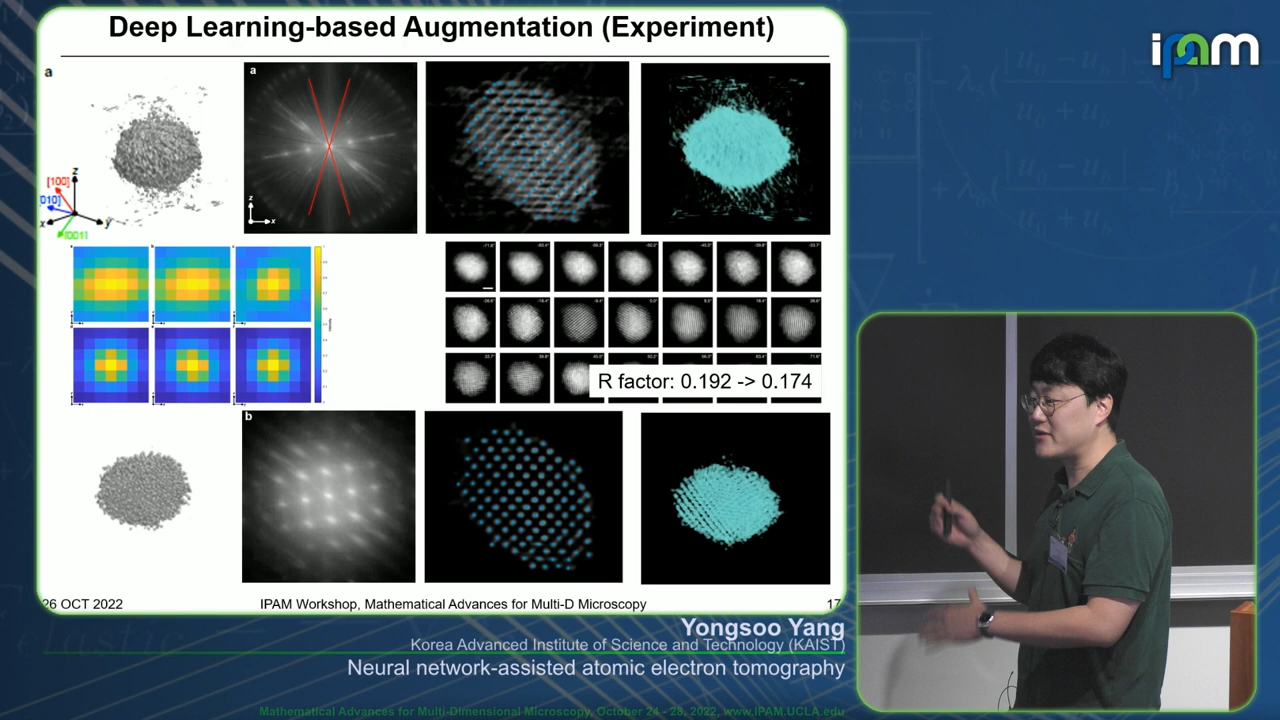 Deep Learning-based Augmentation (Experiment)
ipam
a
a
z
x
[100]
z
x
y
[001]
R factor: 0.192 -> 0.174
b
26 OCT 2022
IPAM Workshop, Mathematical Advances for Multi-D Microscopy
17
Yongsoo Yang
Korea Advanced Institute of Science and Technology (KAIST)
Neural network-assisted atomic electron tomography
Mathematical Advances for Multi-Dimensional Microscopy, October 24 - 28, 2022, www.IPAM.UCLA.edu